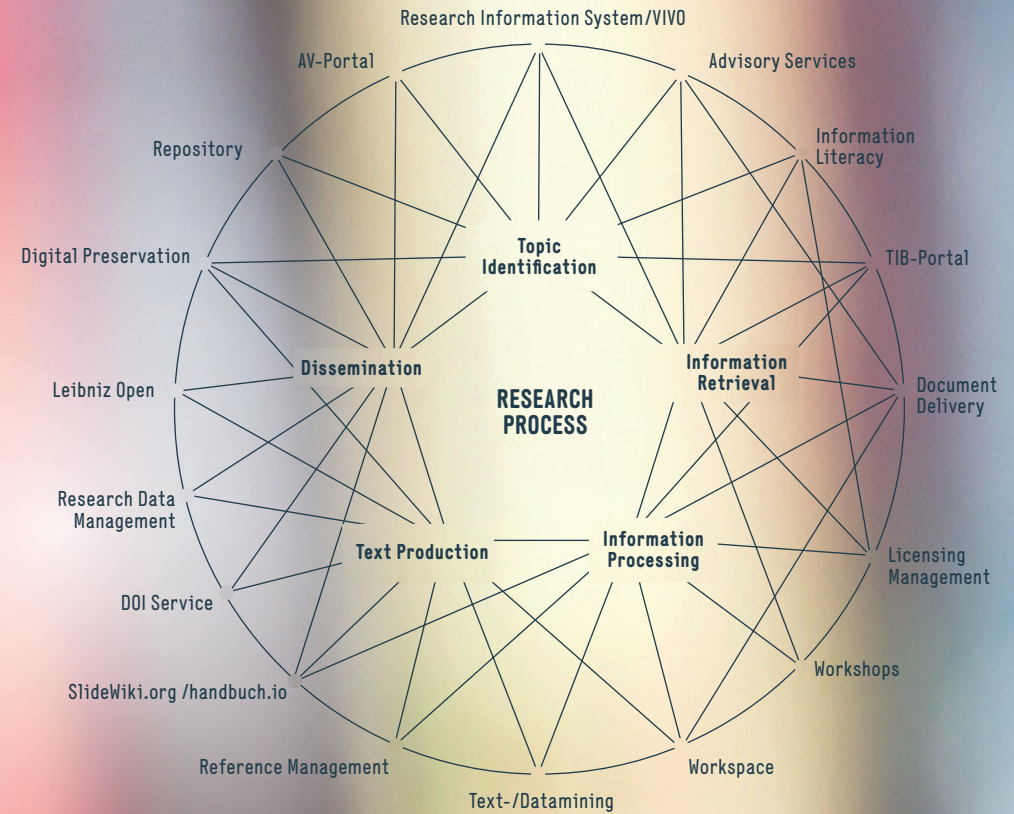 Research Information System/VIVO
AV-Portal
Advisory Services
Repository
Information
Literacy
Topic
Identification
Digital Preservation
TIB-Portal
Dissemination
Information
Retrieval
Leibniz Open
RESEARCH
PROCESS
Document
Delivery
Research Data
Management
Text Production
Information
Processing
Licensing
Management
DOI Service
Workshops
SlideWiki.org /handbuch.io
Reference Management
Workspace
Text-/Datamining